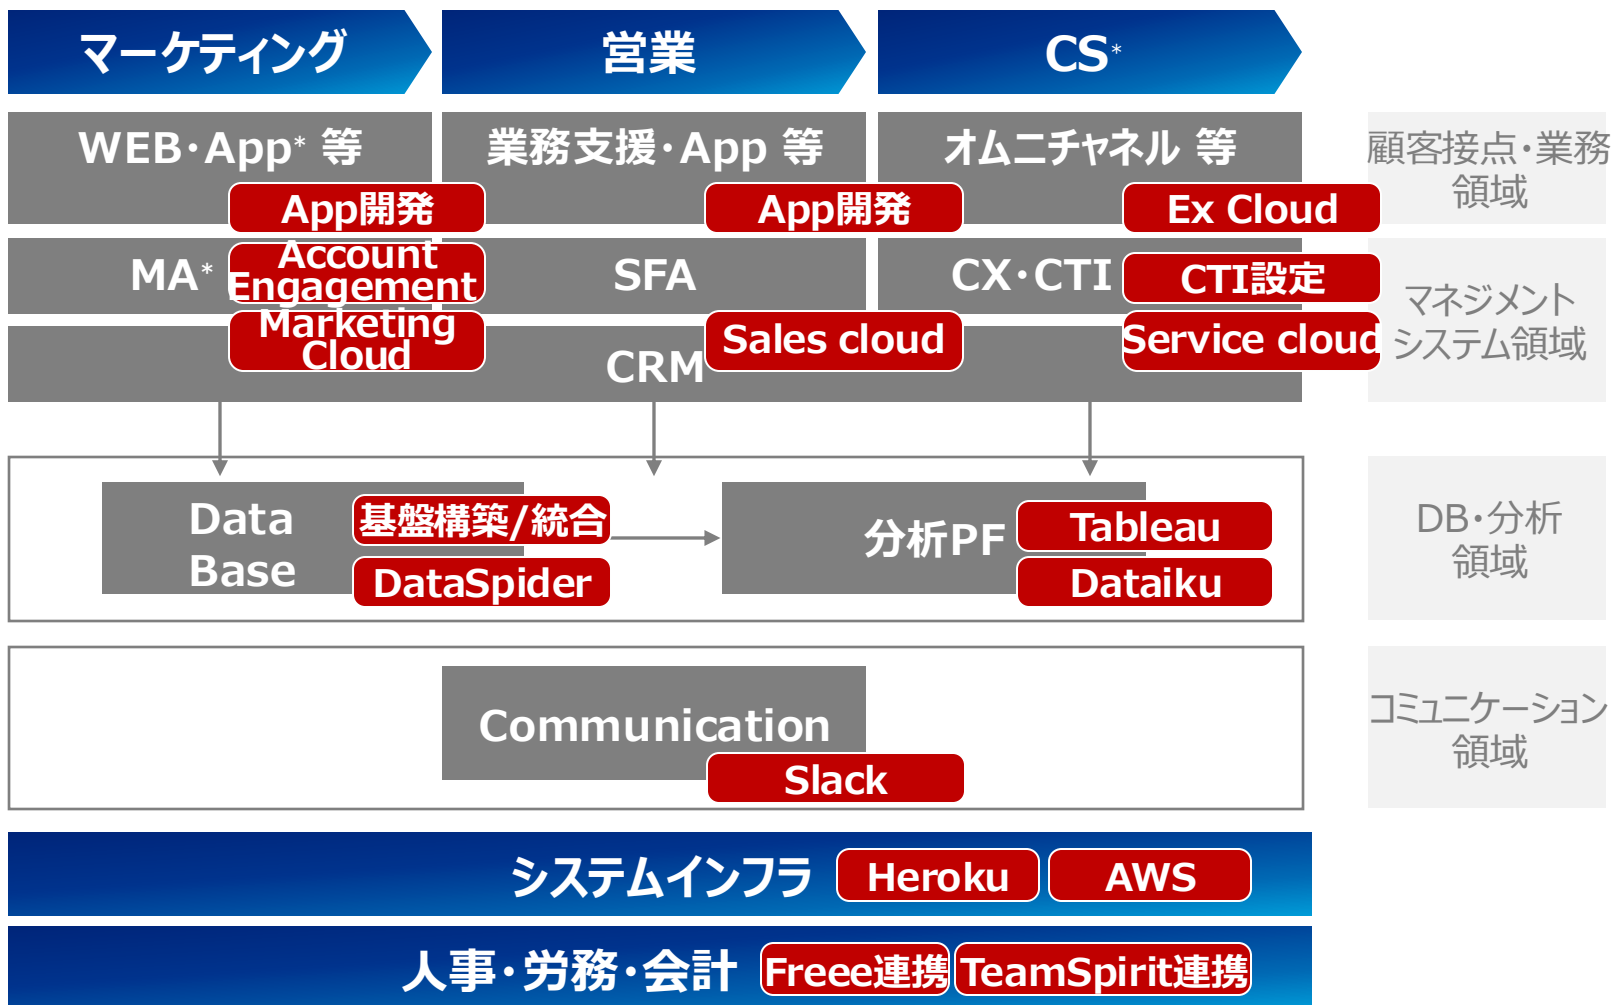 マーケティング
営業
CS*
WEB･App* 等
業務支援･App 等
オムニチャネル 等
顧客接点･業務
領域
App開発
App開発
Ex Cloud
MA*
Account
Engagement
SFA
CX･CTI
CTI設定
マネジメント
システム領域
Marketing
Cloud
CRM
Sales cloud
Service cloud
Data
Base
基盤構築/統合
DataSpider
分析PF
Tableau
Dataiku
DB･分析
領域
Communication
Slack
コミュニケーション
領域
システムインフラ
Heroku
AWS
人事･労務･会計
Freee連携
TeamSpirit連携